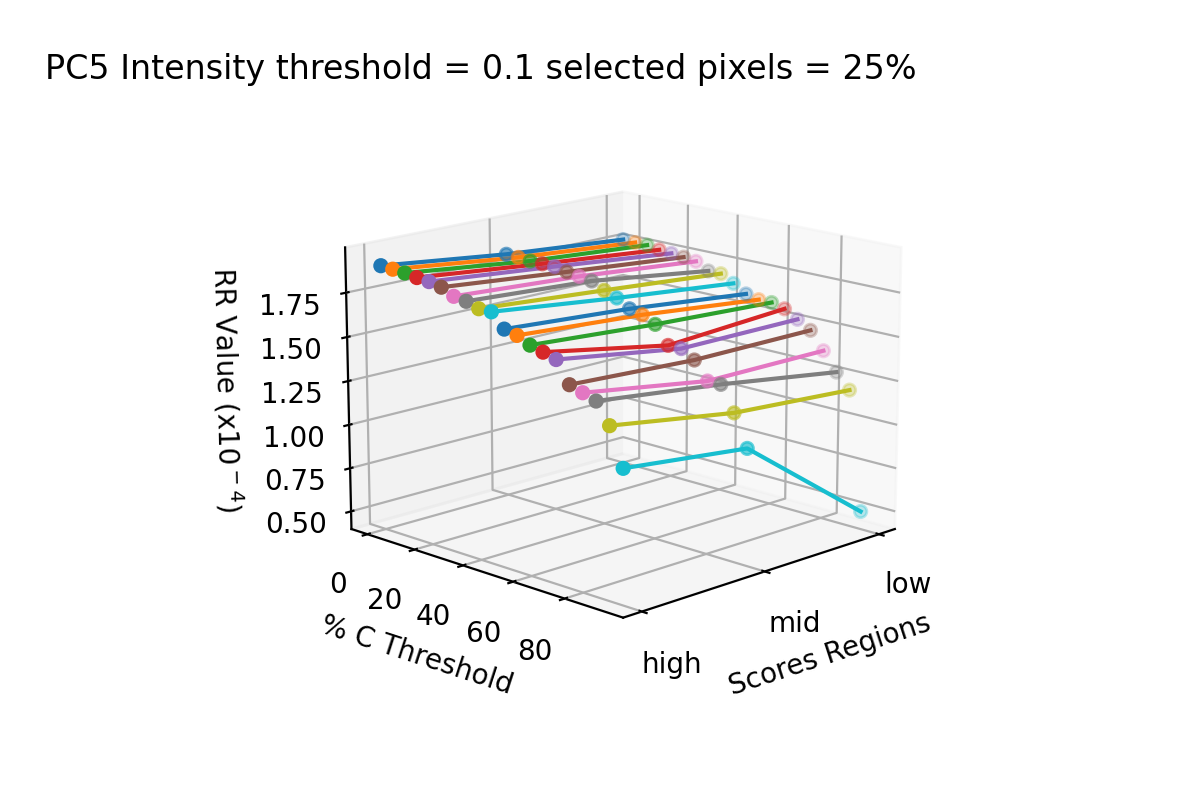 PC5 Intensity threshold = 0.1 selected pixels = 25%
RR Value (x10⁻⁴)
1.75
1.50
1.25
1.00
0.75
0.50
0
20
40
60
80
% C Threshold
high
mid
low
Scores Regions